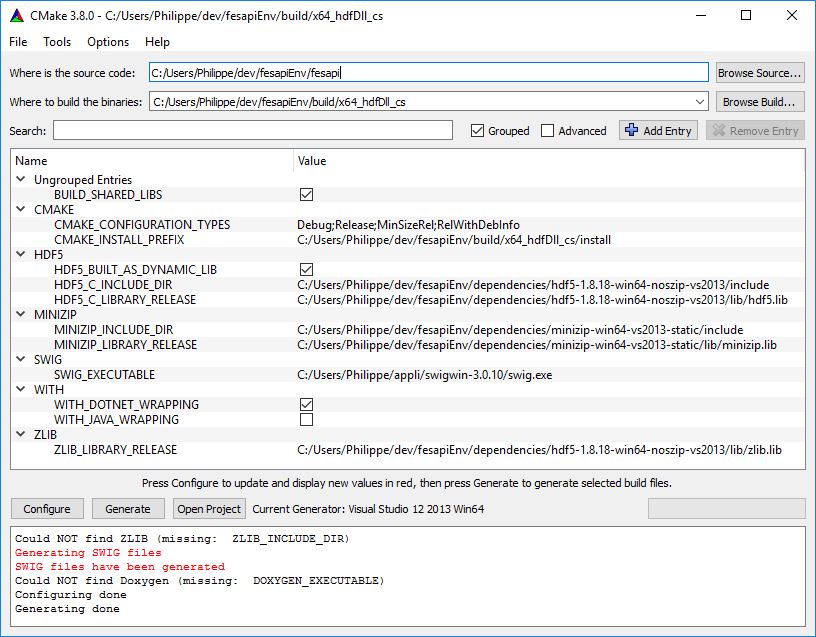 CMake 3.8.0 - C:/Users/Philippe/dev/fesapiEnv/build/x64_hdfDll_cs
File Tools Options Help
Where is the source code: C:/Users/Philippe/dev/fesapiEnv/fesapi Browse Source...
Where to build the binaries: C:/Users/Philippe/dev/fesapiEnv/build/x64_hdfDll_cs Browse Build...
Search: Grouped Advanced Add Entry Remove Entry
Name Value
Ungrouped Entries
BUILD_SHARED_LIBS
CMAKE
CMAKE_CONFIGURATION_TYPES Debug;Release;MinSizeRel;RelWithDebInfo
CMAKE_INSTALL_PREFIX C:/Users/Philippe/dev/fesapiEnv/build/x64_hdfDll_cs/install
HDF5
HDF5_BUILT_AS_DYNAMIC_LIB
HDF5_C_INCLUDE_DIR C:/Users/Philippe/dev/fesapiEnv/dependencies/hdf5-1.8.18-win64-noszip-vs2013/include
HDF5_C_LIBRARY_RELEASE C:/Users/Philippe/dev/fesapiEnv/dependencies/hdf5-1.8.18-win64-noszip-vs2013/lib/hdf5.lib
MINIZIP
MINIZIP_INCLUDE_DIR C:/Users/Philippe/dev/fesapiEnv/dependencies/minizip-win64-vs2013-static/include
MINIZIP_LIBRARY_RELEASE C:/Users/Philippe/dev/fesapiEnv/dependencies/minizip-win64-vs2013-static/lib/minizip.lib
SWIG
SWIG_EXECUTABLE C:/Users/Philippe/appli/swigwin-3.0.10/swig.exe
WITH
WITH_DOTNET_WRAPPING
WITH_JAVA_WRAPPING
ZLIB
ZLIB_LIBRARY_RELEASE C:/Users/Philippe/dev/fesapiEnv/dependencies/hdf5-1.8.18-win64-noszip-vs2013/lib/zlib.lib
Press Configure to update and display new values in red, then press Generate to generate selected build files.
Configure Generate Open Project Current Generator: Visual Studio 12 2013 Win64
Could NOT find ZLIB (missing:  ZLIB_INCLUDE_DIR)
Generating SWIG files
SWIG files have been generated
Could NOT find Doxygen (missing:  DOXYGEN_EXECUTABLE)
Configuring done
Generating done